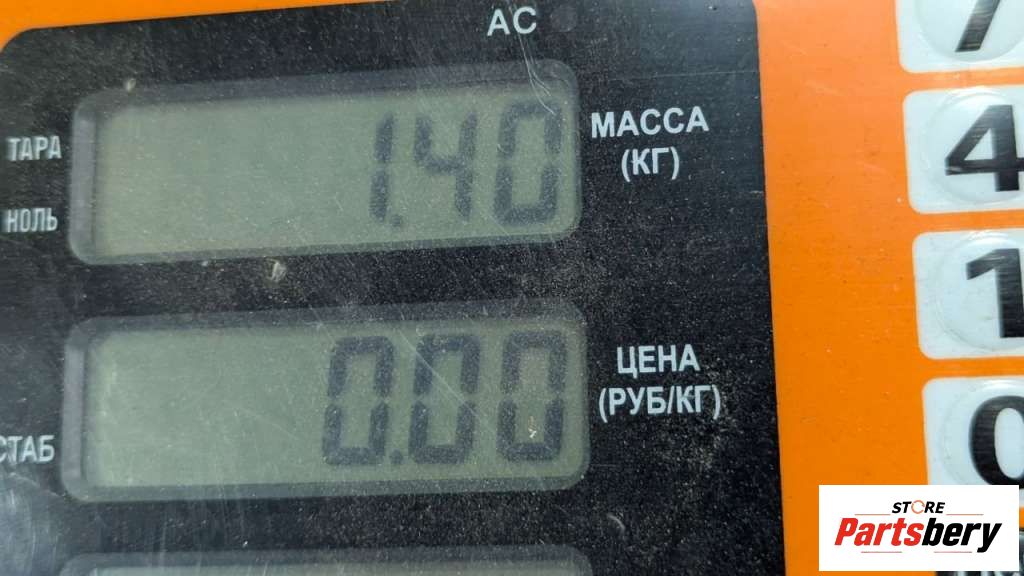 AC
7
ТАРА
1.40
МАССА
(КГ)
4
НОЛЬ
1
0.00
ЦЕНА
(РУБ/КГ)
0
СТАБ
STORE
Partsbery